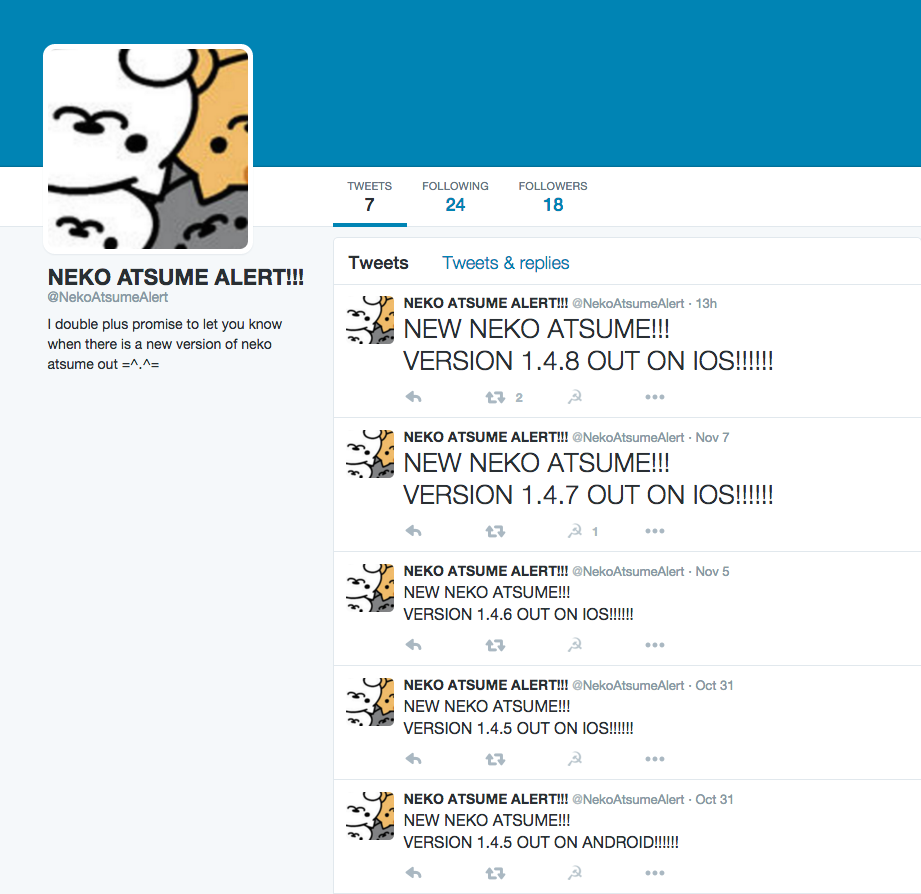 TWEETS
7
FOLLOWING
24
FOLLOWERS
18
NEKO ATSUME ALERT!!!
@NekoAtsumeAlert
I double plus promise to let you know
when there is a new version of neko
atsume out =^.^=
Tweets Tweets & replies
NEKO ATSUME ALERT!!! @NekoAtsumeAlert · 13h
NEW NEKO ATSUME!!!
VERSION 1.4.8 OUT ON IOS!!!!!!
2
NEKO ATSUME ALERT!!! @NekoAtsumeAlert · Nov 7
NEW NEKO ATSUME!!!
VERSION 1.4.7 OUT ON IOS!!!!!!
1
NEKO ATSUME ALERT!!! @NekoAtsumeAlert · Nov 5
NEW NEKO ATSUME!!!
VERSION 1.4.6 OUT ON IOS!!!!!!
NEKO ATSUME ALERT!!! @NekoAtsumeAlert · Oct 31
NEW NEKO ATSUME!!!
VERSION 1.4.5 OUT ON IOS!!!!!!
NEKO ATSUME ALERT!!! @NekoAtsumeAlert · Oct 31
NEW NEKO ATSUME!!!
VERSION 1.4.5 OUT ON ANDROID!!!!!!